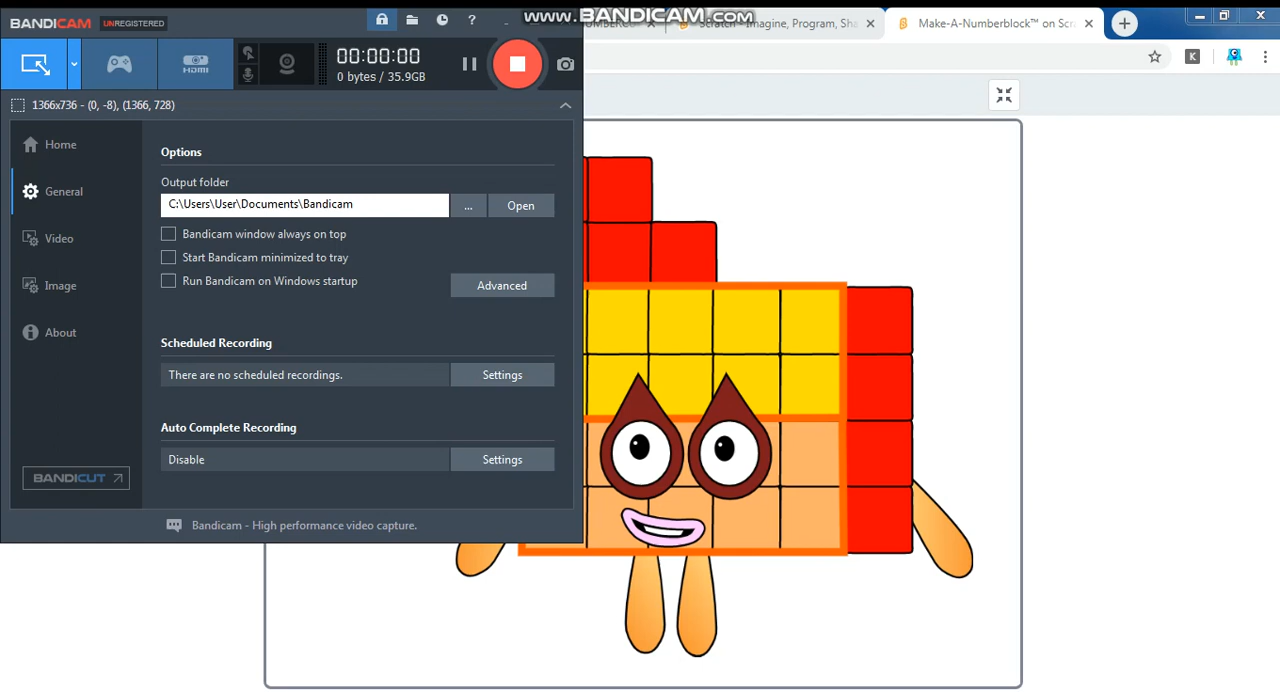 BANDICAM UNREGISTERED
?
www.BANDICAM.com
Scratch - Imagine, Program, Sha
Make-A-Numberblock™ on Scr
HDMI
00:00:00
0 bytes / 35.9GB
K
1366x736 - (0, -8), (1366, 728)
Home
General
Video
Image
About
BANDICUT
Options
Output folder
C:\Users\User\Documents\Bandicam
...
Open
Bandicam window always on top
Start Bandicam minimized to tray
Run Bandicam on Windows startup
Advanced
Scheduled Recording
There are no scheduled recordings.
Settings
Auto Complete Recording
Disable
Settings
Bandicam - High performance video capture.